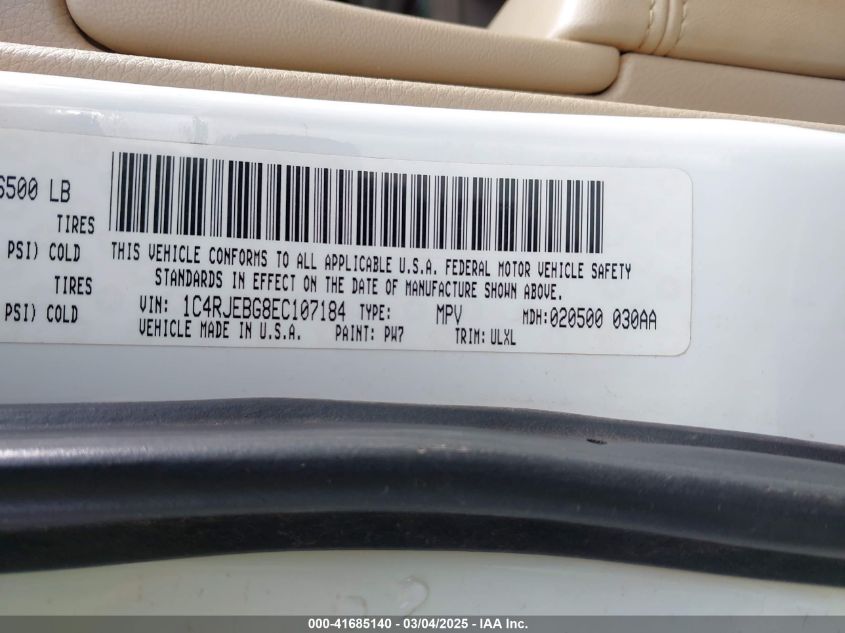 6500 LB
TIRES
PSI) COLD
TIRES
PSI) COLD
THIS VEHICLE CONFORMS TO ALL APPLICABLE U.S.A. FEDERAL MOTOR VEHICLE SAFETY
STANDARDS IN EFFECT ON THE DATE OF MANUFACTURE SHOWN ABOVE.
VIN: 1C4RJEBG8EC107184 TYPE: MPV MDH:020500 030AA
VEHICLE MADE IN U.S.A. PAINT: PW7 TRIM: ULXL
000-41685140 - 03/04/2025 - IAA Inc.